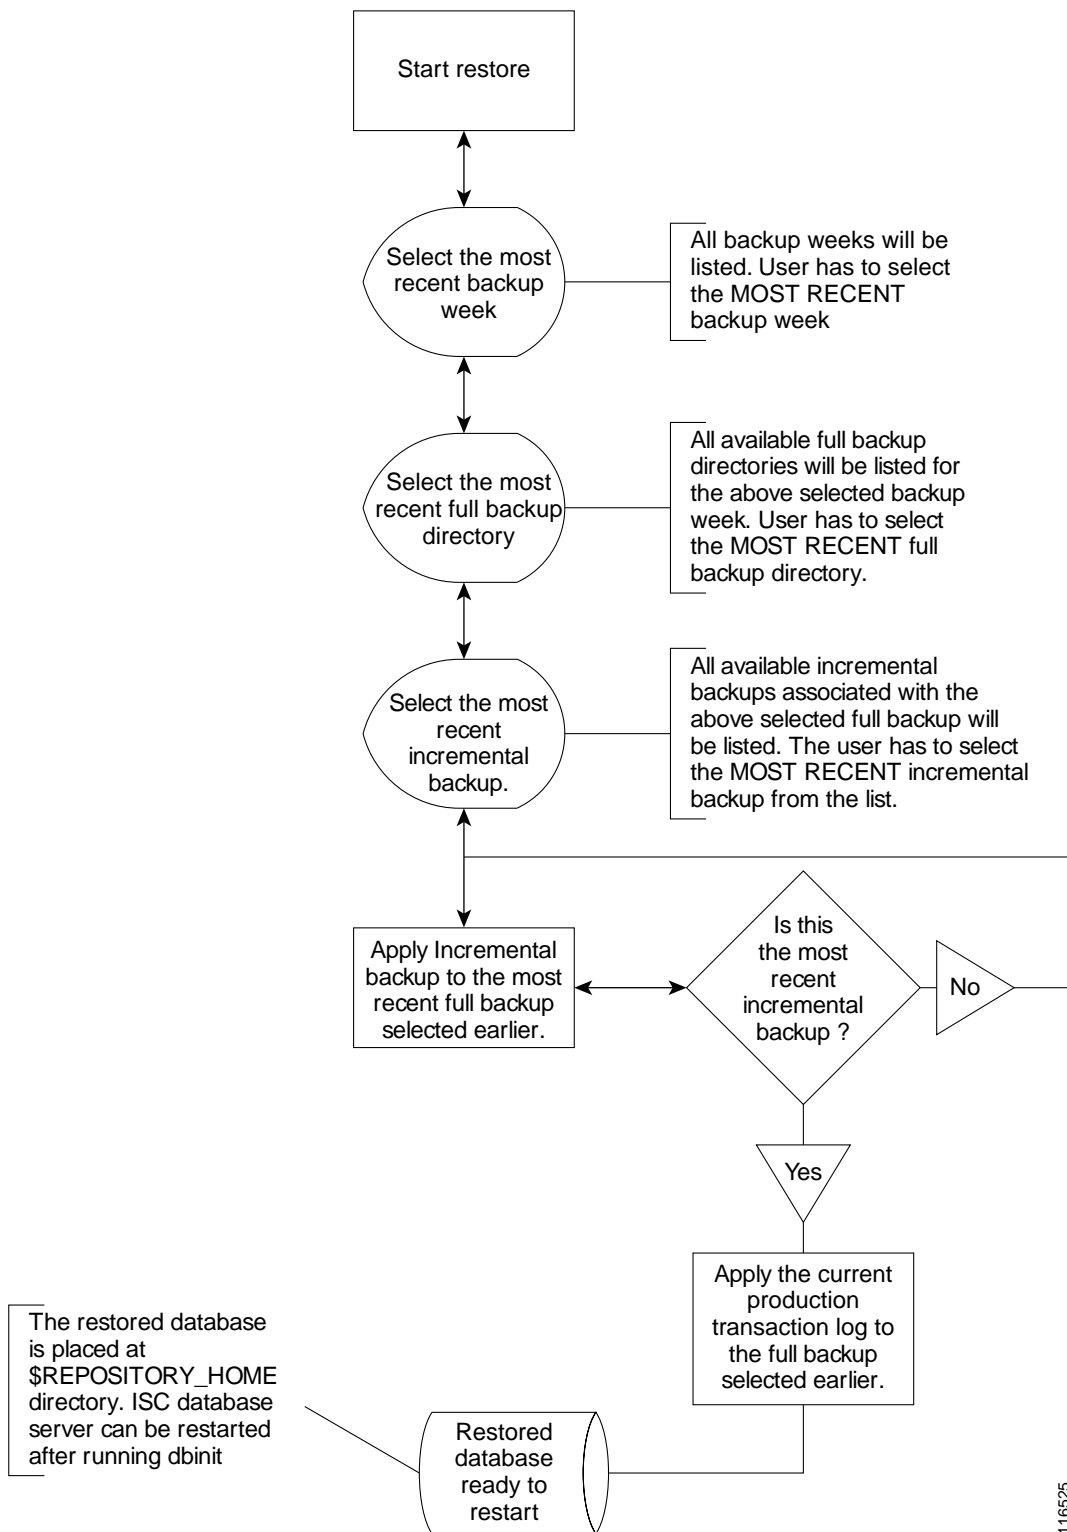 Start restore
Select the most
recent backup
week
All backup weeks will be
listed. User has to select
the MOST RECENT
backup week
Select the most
recent full backup
directory
All available full backup
directories will be listed for
the above selected backup
week. User has to select
the MOST RECENT full
backup directory.
Select the most
recent
incremental
backup.
All available incremental
backups associated with the
above selected full backup will
be listed. The user has to select
the MOST RECENT incremental
backup from the list.
Apply Incremental
backup to the most
recent full backup
selected earlier.
Is this
the most
recent
incremental
backup ?
No
Yes
Apply the current
production
transaction log to
the full backup
selected earlier.
The restored database
is placed at
$REPOSITORY_HOME
directory. ISC database
server can be restarted
after running dbinit
Restored
database
ready to
restart
116525